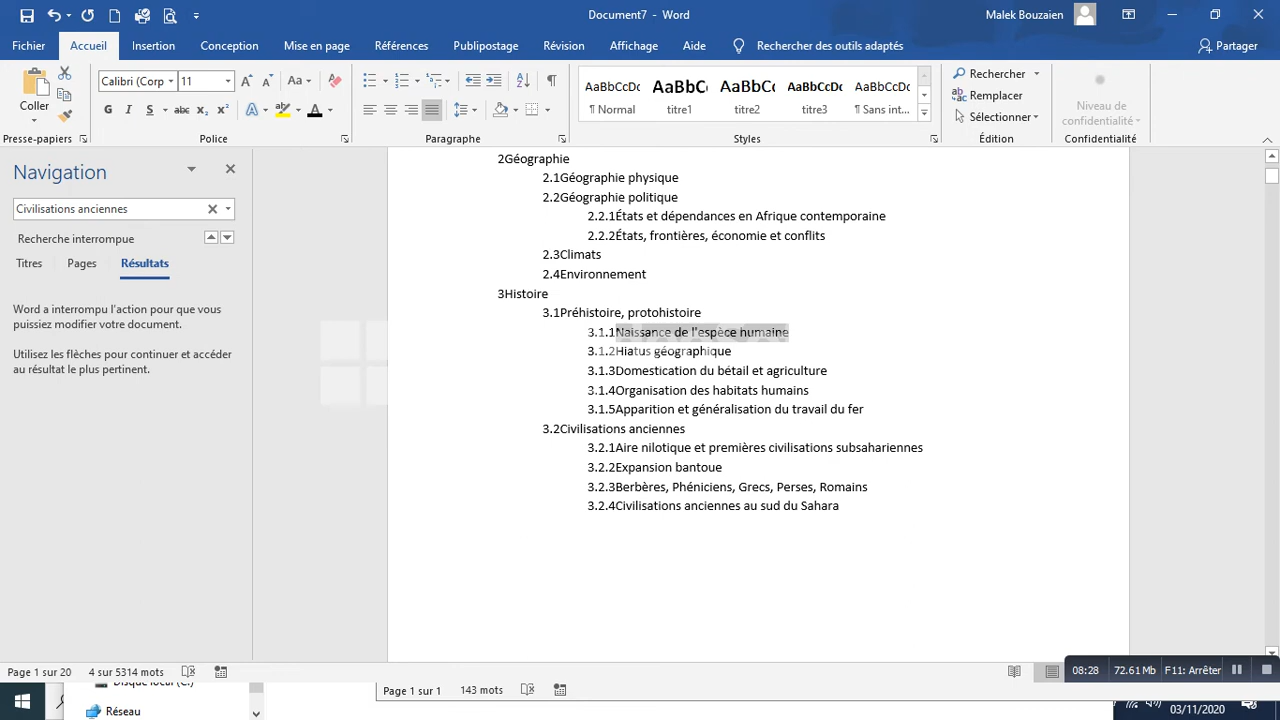 Document7 - Word
Malek Bouzaien
Fichier Accueil Insertion Conception Mise en page Références Publipostage Révision Affichage Aide Rechercher des outils adaptés Partager
Coller
Presse-papiers
Calibri (Corp 11
Aa
G I S abc x₂ x² A A
Police
Paragraphe
AaBbCcDc AaBbC AaBbCc AaBbCcDc AaBbCcDc
¶ Normal titre1 titre2 titre3 ¶ Sans int...
Styles
Rechercher
Remplacer
Sélectionner
Édition
Niveau de
confidentialité
Confidentialité
Navigation
Civilisations anciennes
Recherche interrompue
Titres Pages Résultats
Word a interrompu l'action pour que vous
puissiez modifier votre document.
Utilisez les flèches pour continuer et accéder
au résultat le plus pertinent.
2Géographie
2.1Géographie physique
2.2Géographie politique
2.2.1États et dépendances en Afrique contemporaine
2.2.2États, frontières, économie et conflits
2.3Climats
2.4Environnement
3Histoire
3.1Préhistoire, protohistoire
3.1.1Naissance de l'espèce humaine
3.1.2Hiatus géographique
3.1.3Domestication du bétail et agriculture
3.1.4Organisation des habitats humains
3.1.5Apparition et généralisation du travail du fer
3.2Civilisations anciennes
3.2.1Aire nilotique et premières civilisations subsahariennes
3.2.2Expansion bantoue
3.2.3Berbères, Phéniciens, Grecs, Perses, Romains
3.2.4Civilisations anciennes au sud du Sahara
Page 1 sur 20 4 sur 5314 mots
08:28 72.61 Mb F11: Arrêter
Disque local (C:)
Réseau
Page 1 sur 1 143 mots
03/11/2020